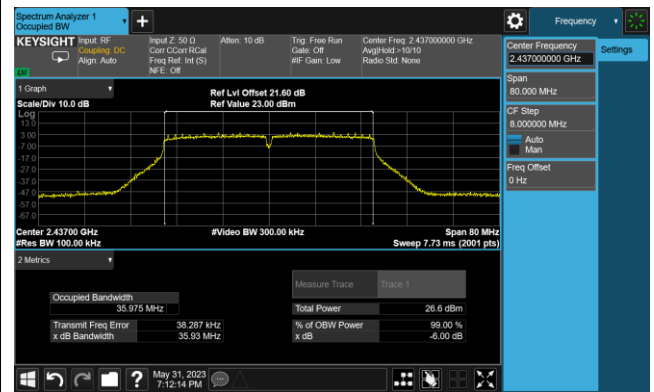 Spectrum Analyzer 1
Occupied BW
Frequency
KEYSIGHT
Input: RF
Coupling: DC
Align: Auto
Input Z: 50 Ω
Corr CCorr RCal
Freq Ref: Int (S)
NFE: Off
Atten: 10 dB
Trig: Free Run
Gate: Off
#IF Gain: Low
Center Freq: 2.437000000 GHz
Avg|Hold:>10/10
Radio Std: None
Center Frequency
2.437000000 GHz
Settings
Span
80.000 MHz
CF Step
8.000000 MHz
Auto
Man
Freq Offset
0 Hz
1 Graph
Scale/Div 10.0 dB
Ref Lvl Offset 21.60 dB
Ref Value 23.00 dBm
Log
13.0
3.00
-7.00
-17.0
-27.0
-37.0
-47.0
-57.0
-67.0
Center 2.43700 GHz
#Res BW 100.00 kHz
#Video BW 300.00 kHz
Span 80 MHz
Sweep 7.73 ms (2001 pts)
2 Metrics
Measure Trace
Trace 1
Occupied Bandwidth
35.975 MHz
Total Power
26.6 dBm
Transmit Freq Error
38.287 kHz
% of OBW Power
99.00 %
x dB Bandwidth
35.93 MHz
x dB
-6.00 dB
May 31, 2023
7:12:14 PM